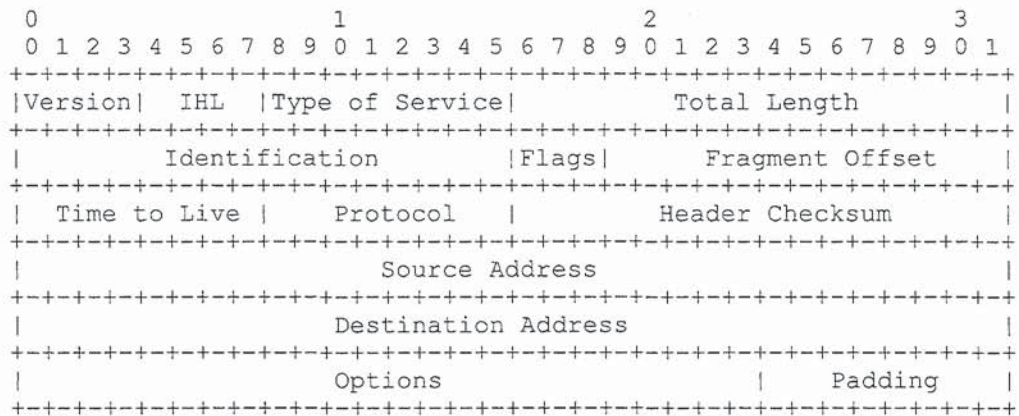 0                   1                   2                   3
0 1 2 3 4 5 6 7 8 9 0 1 2 3 4 5 6 7 8 9 0 1 2 3 4 5 6 7 8 9 0 1
+-+-+-+-+-+-+-+-+-+-+-+-+-+-+-+-+-+-+-+-+-+-+-+-+-+-+-+-+-+-+-+-+
|Version|  IHL  |Type of Service|          Total Length         |
+-+-+-+-+-+-+-+-+-+-+-+-+-+-+-+-+-+-+-+-+-+-+-+-+-+-+-+-+-+-+-+-+
|         Identification        |Flags|      Fragment Offset    |
+-+-+-+-+-+-+-+-+-+-+-+-+-+-+-+-+-+-+-+-+-+-+-+-+-+-+-+-+-+-+-+-+
|  Time to Live |    Protocol   |         Header Checksum       |
+-+-+-+-+-+-+-+-+-+-+-+-+-+-+-+-+-+-+-+-+-+-+-+-+-+-+-+-+-+-+-+-+
|                       Source Address                          |
+-+-+-+-+-+-+-+-+-+-+-+-+-+-+-+-+-+-+-+-+-+-+-+-+-+-+-+-+-+-+-+-+
|                    Destination Address                        |
+-+-+-+-+-+-+-+-+-+-+-+-+-+-+-+-+-+-+-+-+-+-+-+-+-+-+-+-+-+-+-+-+
|                    Options                    |    Padding    |
+-+-+-+-+-+-+-+-+-+-+-+-+-+-+-+-+-+-+-+-+-+-+-+-+-+-+-+-+-+-+-+-+